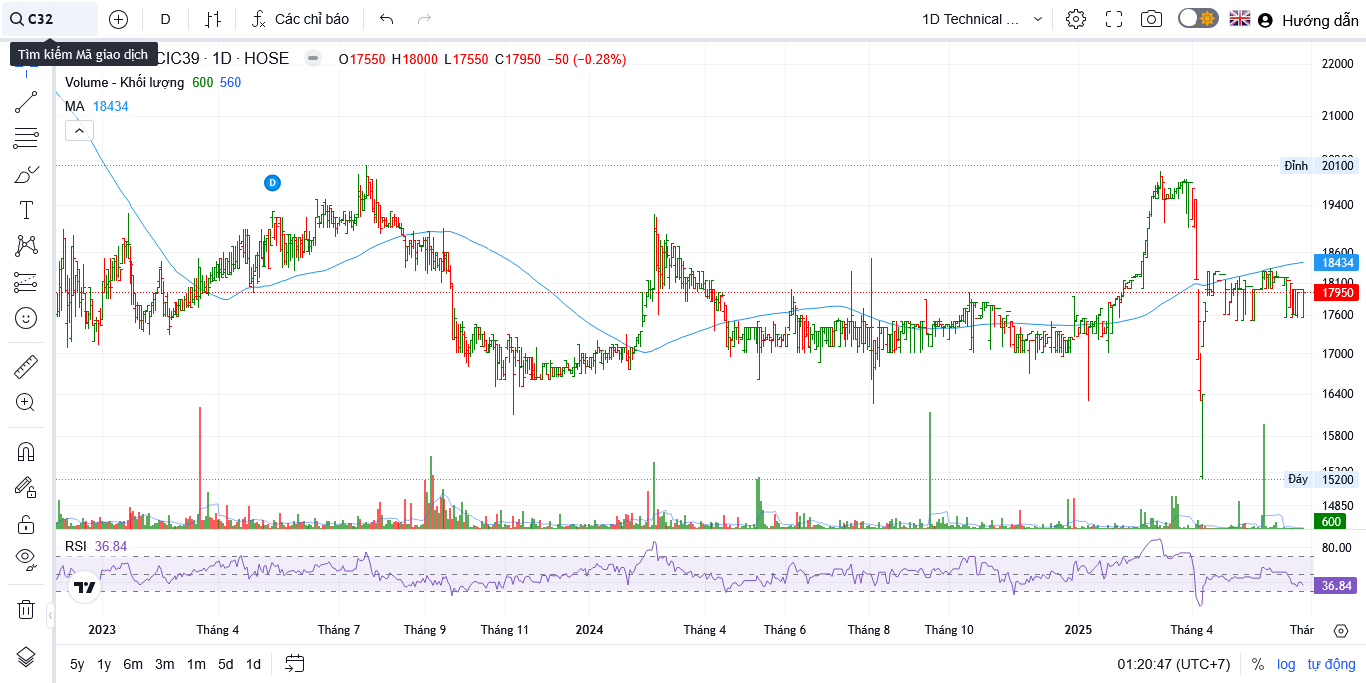 C32
D
Các chỉ báo
1D Technical ...
Hướng dẫn
Tìm kiếm Mã giao dịch
CIC39 · 1D · HOSE
O17550 H18000 L17550 C17950 −50 (−0.28%)
Volume - Khối lượng 600 560
MA 18434
22000
21000
D
Đỉnh 20100
19400
18600
18434
18000
17950
17600
17000
16400
15800
15200
Đáy 15200
14850
600
RSI 36.84
80.00
36.84
2023
Tháng 4
Tháng 7
Tháng 9
Tháng 11
2024
Tháng 4
Tháng 6
Tháng 8
Tháng 10
2025
Tháng 4
Thár
5y 1y 6m 3m 1m 5d 1d
01:20:47 (UTC+7)
% log tự động